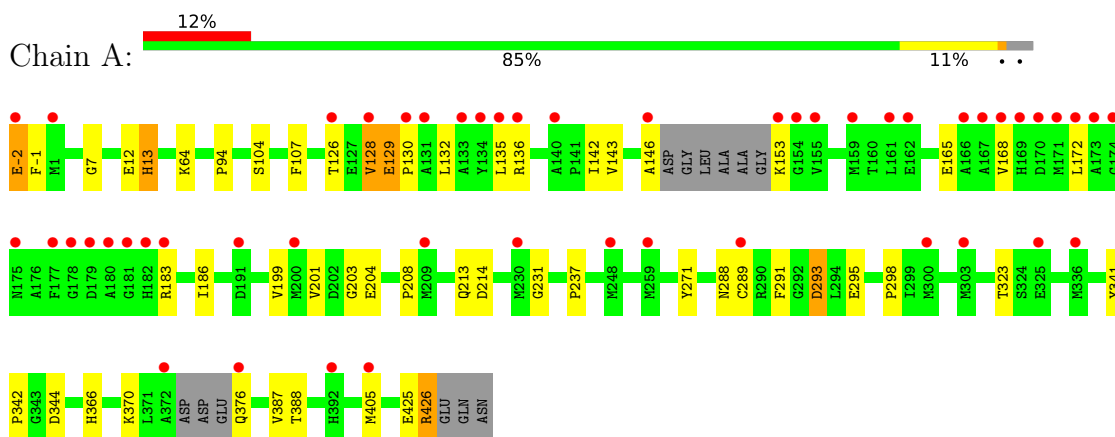 12%
Chain A:
85% 11% • •
E-2 F-1 M1 G7 E12 H13 K64 P94 S104 F107 T126 E127 V128 E129 P130 A131 L132 A133 Y134 L135 R136 A140 P141 I142 V143 A146 ASP GLY LEU ALA ALA GLY K153 G154 V155 M159 T160 L161 E162 E165 A166 A167 V168 H169 D170 M171 L172 A173 G174
N175 A176 F177 G178 D179 A180 G181 H182 R183 I186 D191 V199 M200 V201 D202 G203 E204 P208 M209 Q213 D214 M230 G231 P237 M248 M259 Y271 N288 C289 R290 F291 G292 D293 L294 E295 P298 I299 M300 M303 T323 S324 E325 M336
P342 G343 D344 H366 K370 L371 A372 ASP ASP GLU Q376 V387 T388 H392 M405 E425 R426 GLU GLN ASN